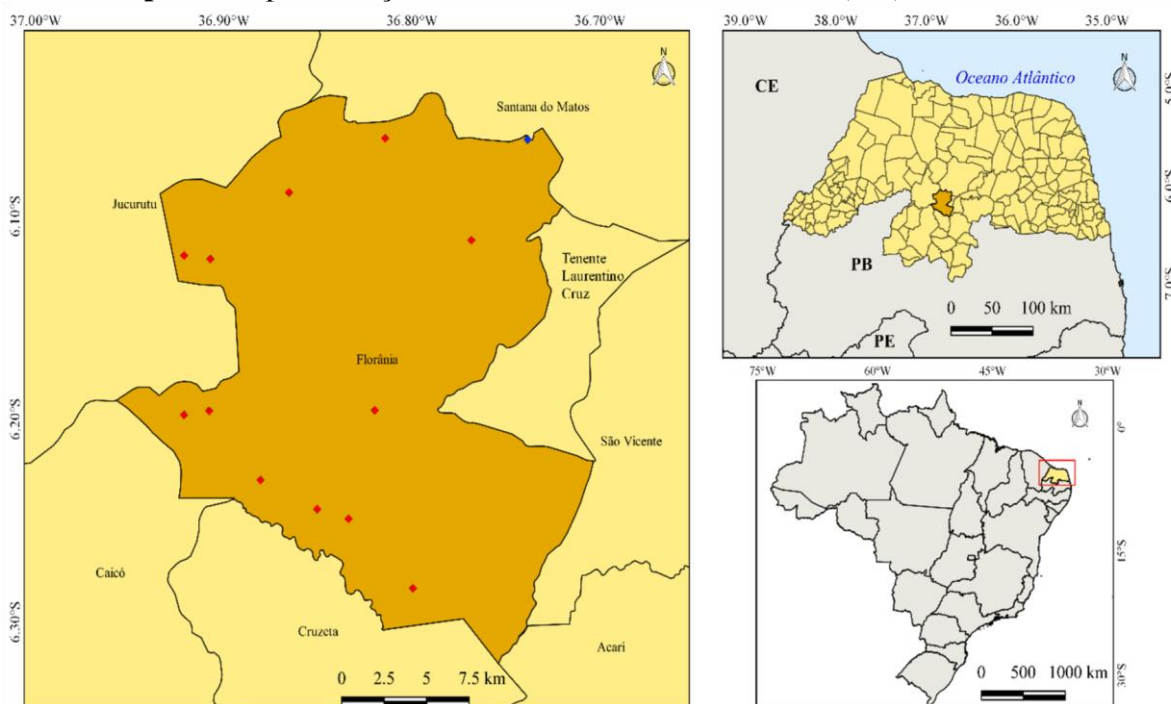 37.00°W 36.90°W 36.80°W 36.70°W
N
Santana do Matos
Jucurutu
6.10°S
Tenente
Laurentino
Cruz
Florânia
6.20°S
São Vicente
Caicó
Cruzeta
6.30°S
Acari
0 2.5 5 7.5 km
39.0°W 38.0°W 37.0°W 36.0°W 35.0°W
N
Oceano Atlântico
CE
5.0°S
6.0°S
PB
7.0°S
0 50 100 km
PE
75°W 60°W 45°W 30°W
N
0°
15°S
0 500 1000 km
30°S